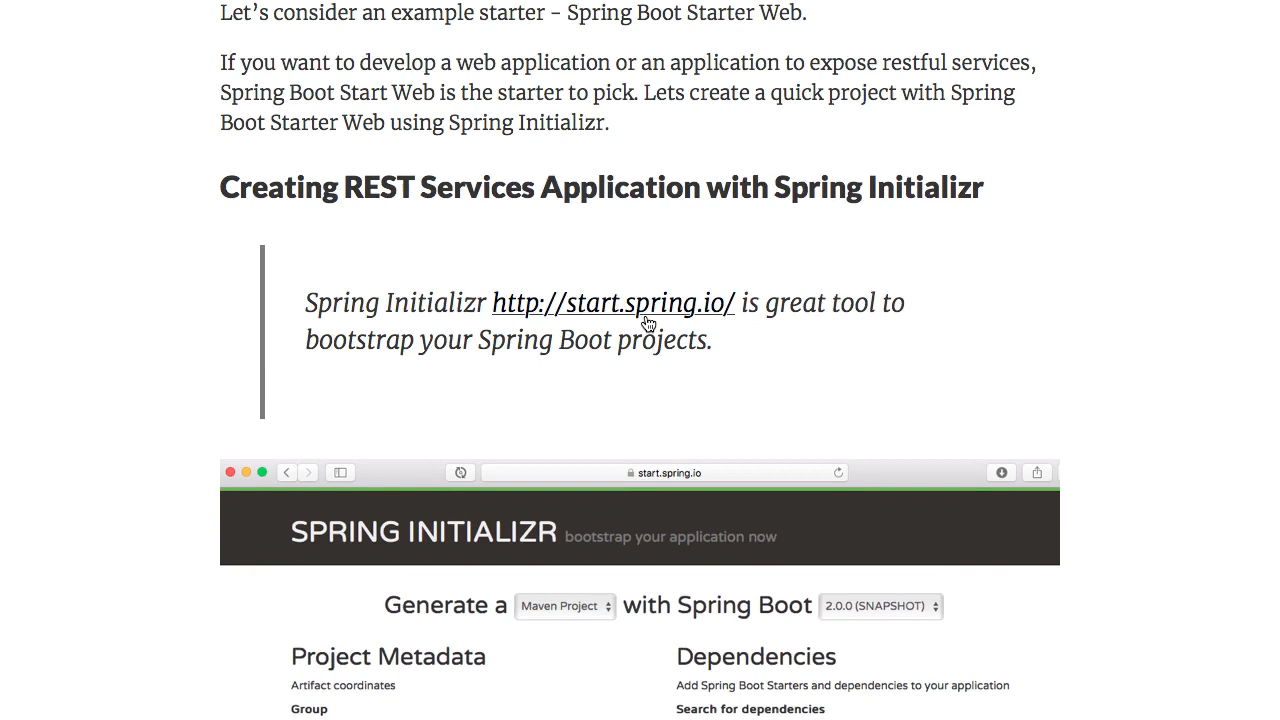 Let’s consider an example starter - Spring Boot Starter Web.
If you want to develop a web application or an application to expose restful services,
Spring Boot Start Web is the starter to pick. Lets create a quick project with Spring
Boot Starter Web using Spring Initializr.
Creating REST Services Application with Spring Initializr
Spring Initializr http://start.spring.io/ is great tool to
bootstrap your Spring Boot projects.
start.spring.io
SPRING INITIALIZR bootstrap your application now
Generate a Maven Project with Spring Boot 2.0.0 (SNAPSHOT)
Project Metadata
Artifact coordinates
Group
Dependencies
Add Spring Boot Starters and dependencies to your application
Search for dependencies